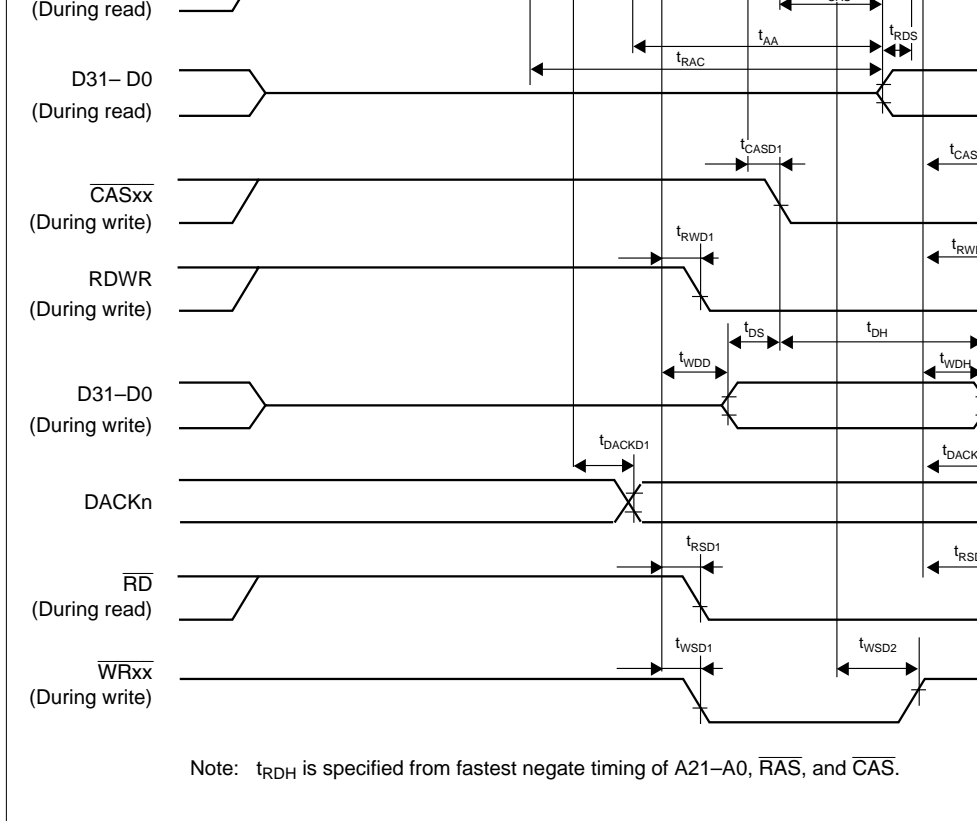 (During read)
tAA
tRDS
tRAC
D31– D0
(During read)
tCASD1
tCAS
CASxx
(During write)
tRWD1
RDWR
(During write)
tDS
tDH
tWDD
tWDH
D31–D0
(During write)
tDACKD1
tDACK
DACKn
tRSD1
RD
(During read)
tWSD1
tWSD2
WRxx
(During write)
Note: tRDH is specified from fastest negate timing of A21–A0, RAS, and CAS.